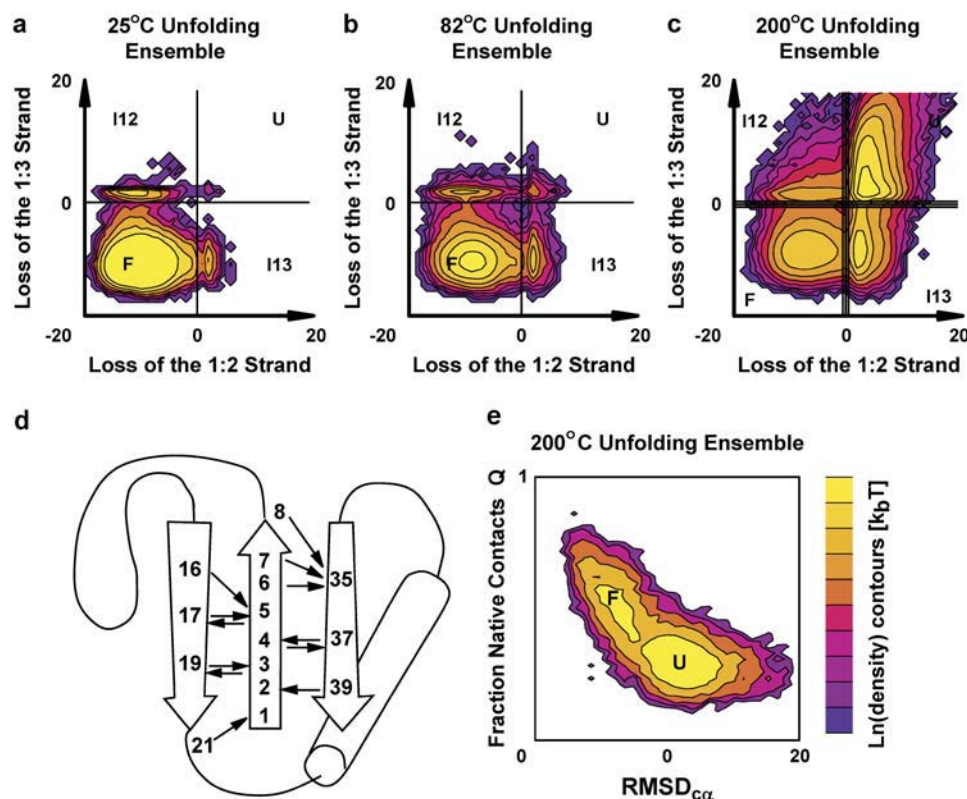 a
25°C Unfolding
Ensemble
20
Loss of the 1:3 Strand
I12
U
0
F
I13
-20
0
20
Loss of the 1:2 Strand
b
82°C Unfolding
Ensemble
20
Loss of the 1:3 Strand
I12
U
0
F
I13
-20
0
20
Loss of the 1:2 Strand
c
200°C Unfolding
Ensemble
20
Loss of the 1:3 Strand
I12
U
0
F
I13
-20
0
20
Loss of the 1:2 Strand
d
8
16
7
35
6
17
5
4
37
19
3
2
39
1
21
e
200°C Unfolding Ensemble
1
Fraction Native Contacts Q
F
U
0
0
20
RMSDcα
Ln(density) contours [kbT]